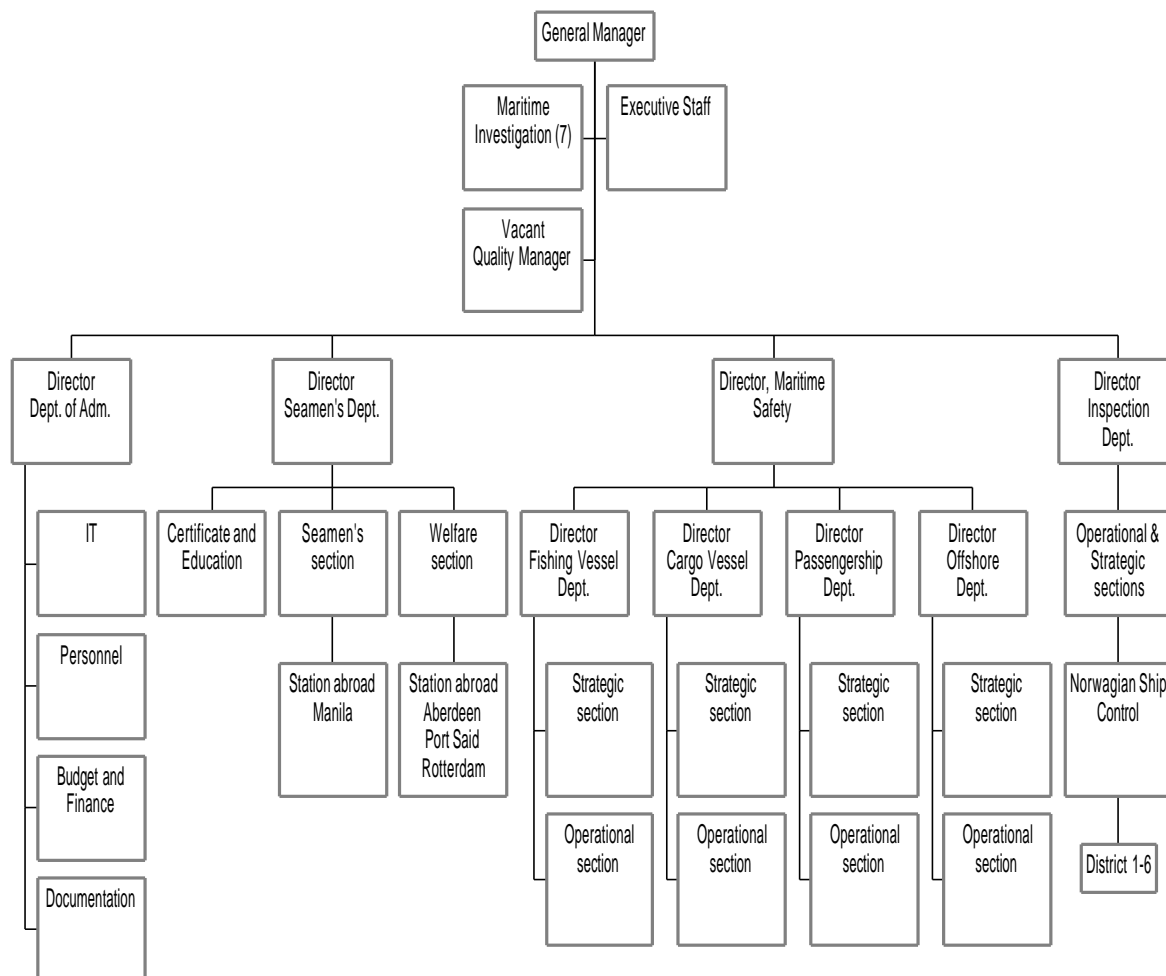 General Manager
Maritime
Investigation (7)
Executive Staff
Vacant
Quality Manager
Director
Dept. of Adm.
Director
Seamen's Dept.
Director, Maritime
Safety
Director
Inspection
Dept.
IT
Certificate and
Education
Seamen's
section
Welfare
section
Director
Fishing Vessel
Dept.
Director
Cargo Vessel
Dept.
Director
Passengership
Dept.
Director
Offshore
Dept.
Operational &
Strategic
sections
Personnel
Station abroad
Manila
Station abroad
Aberdeen
Port Said
Rotterdam
Strategic
section
Strategic
section
Strategic
section
Strategic
section
Norwagian Ship
Control
Budget and
Finance
Operational
section
Operational
section
Operational
section
Operational
section
District 1-6
Documentation